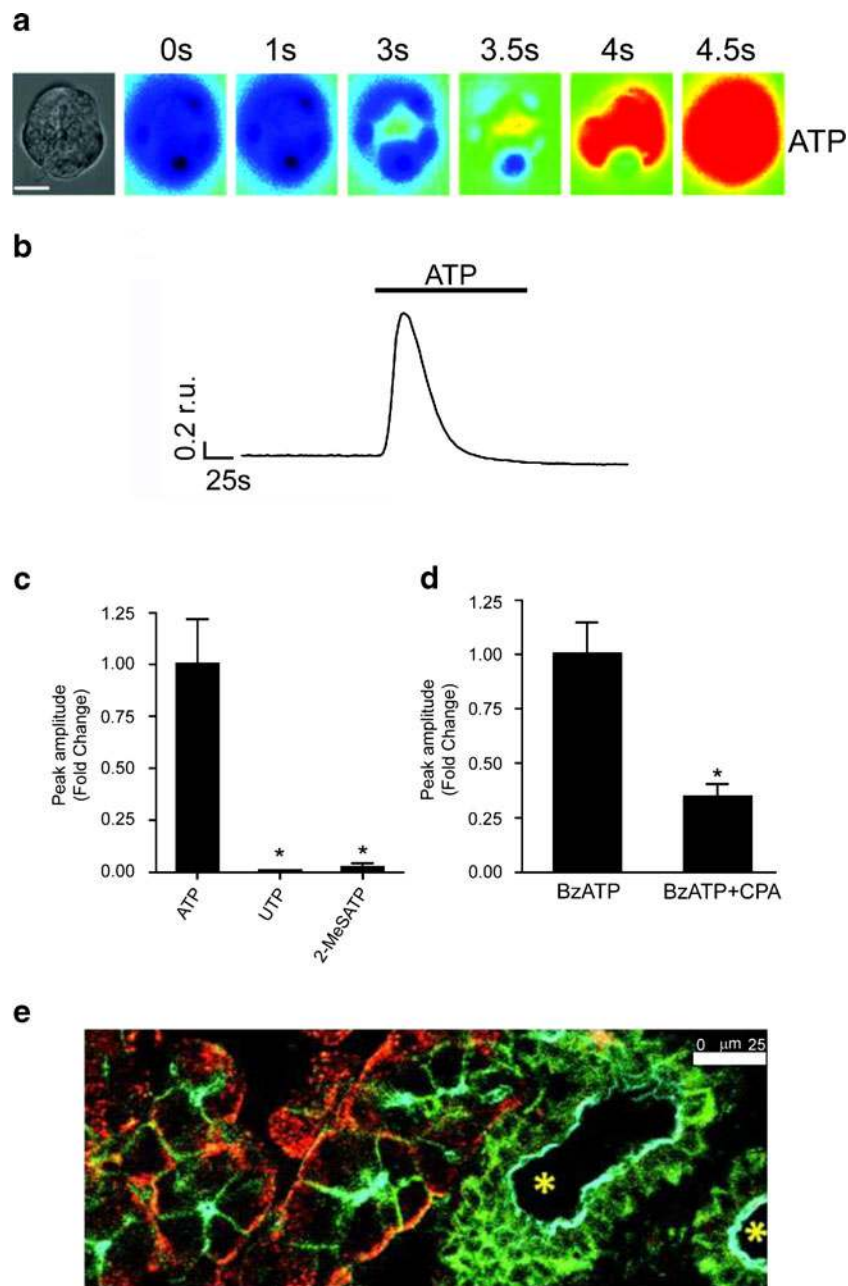 a
0s 1s 3s 3.5s 4s 4.5s
ATP
b
ATP
0.2 r.u.
25s
c
Peak amplitude
(Fold Change)
1.25
1.00
0.75
0.50
0.25
0.00
* *
ATP UTP 2-MeSATP
d
Peak amplitude
(Fold Change)
1.25
1.00
0.75
0.50
0.25
0.00
*
BzATP BzATP+CPA
e
0 μm 25
* *